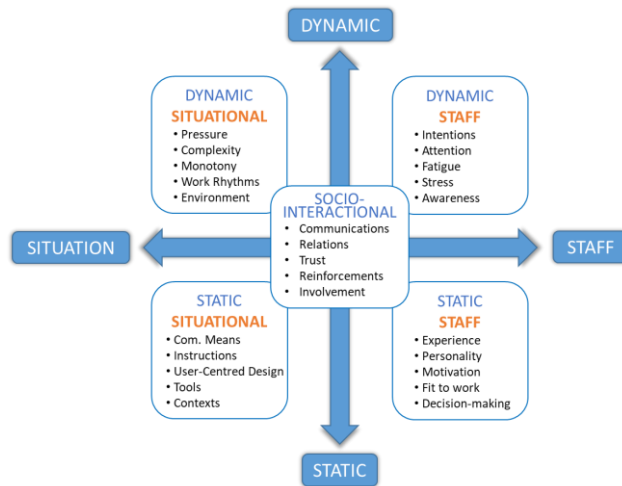 DYNAMIC
DYNAMIC
SITUATIONAL
• Pressure
• Complexity
• Monotony
• Work Rhythms
• Environment
DYNAMIC
STAFF
• Intentions
• Attention
• Fatigue
• Stress
• Awareness
SOCIO-
INTERACTIONAL
• Communications
• Relations
• Trust
• Reinforcements
• Involvement
SITUATION
STAFF
STATIC
SITUATIONAL
• Com. Means
• Instructions
• User-Centred Design
• Tools
• Contexts
STATIC
STAFF
• Experience
• Personality
• Motivation
• Fit to work
• Decision-making
STATIC